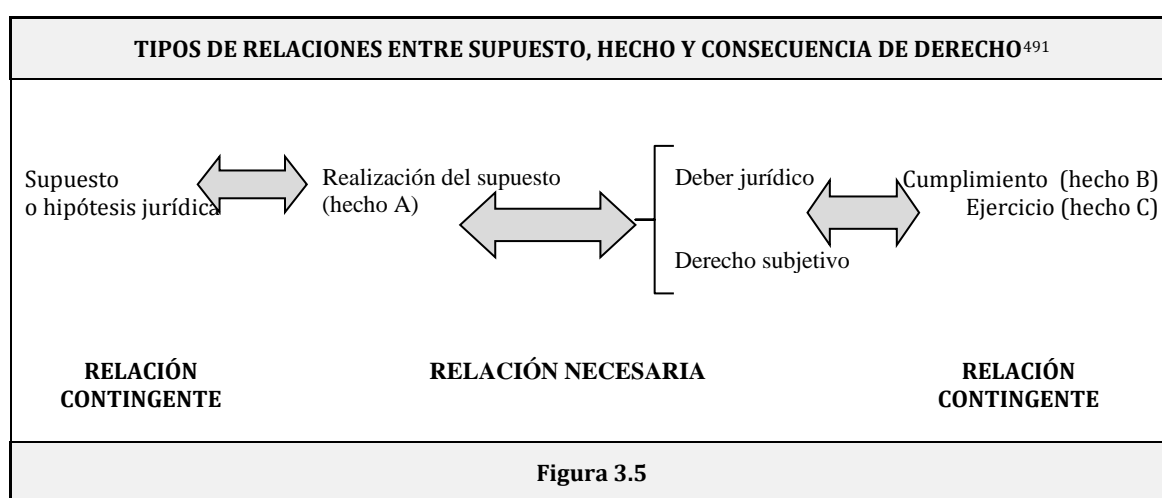 TIPOS DE RELACIONES ENTRE SUPUESTO, HECHO Y CONSECUENCIA DE DERECHO491
Supuesto
o hipótesis jurídica
Realización del supuesto
(hecho A)
Deber jurídico
Derecho subjetivo
Cumplimiento (hecho B)
Ejercicio (hecho C)
RELACIÓN
CONTINGENTE
RELACIÓN NECESARIA
RELACIÓN
CONTINGENTE
Figura 3.5